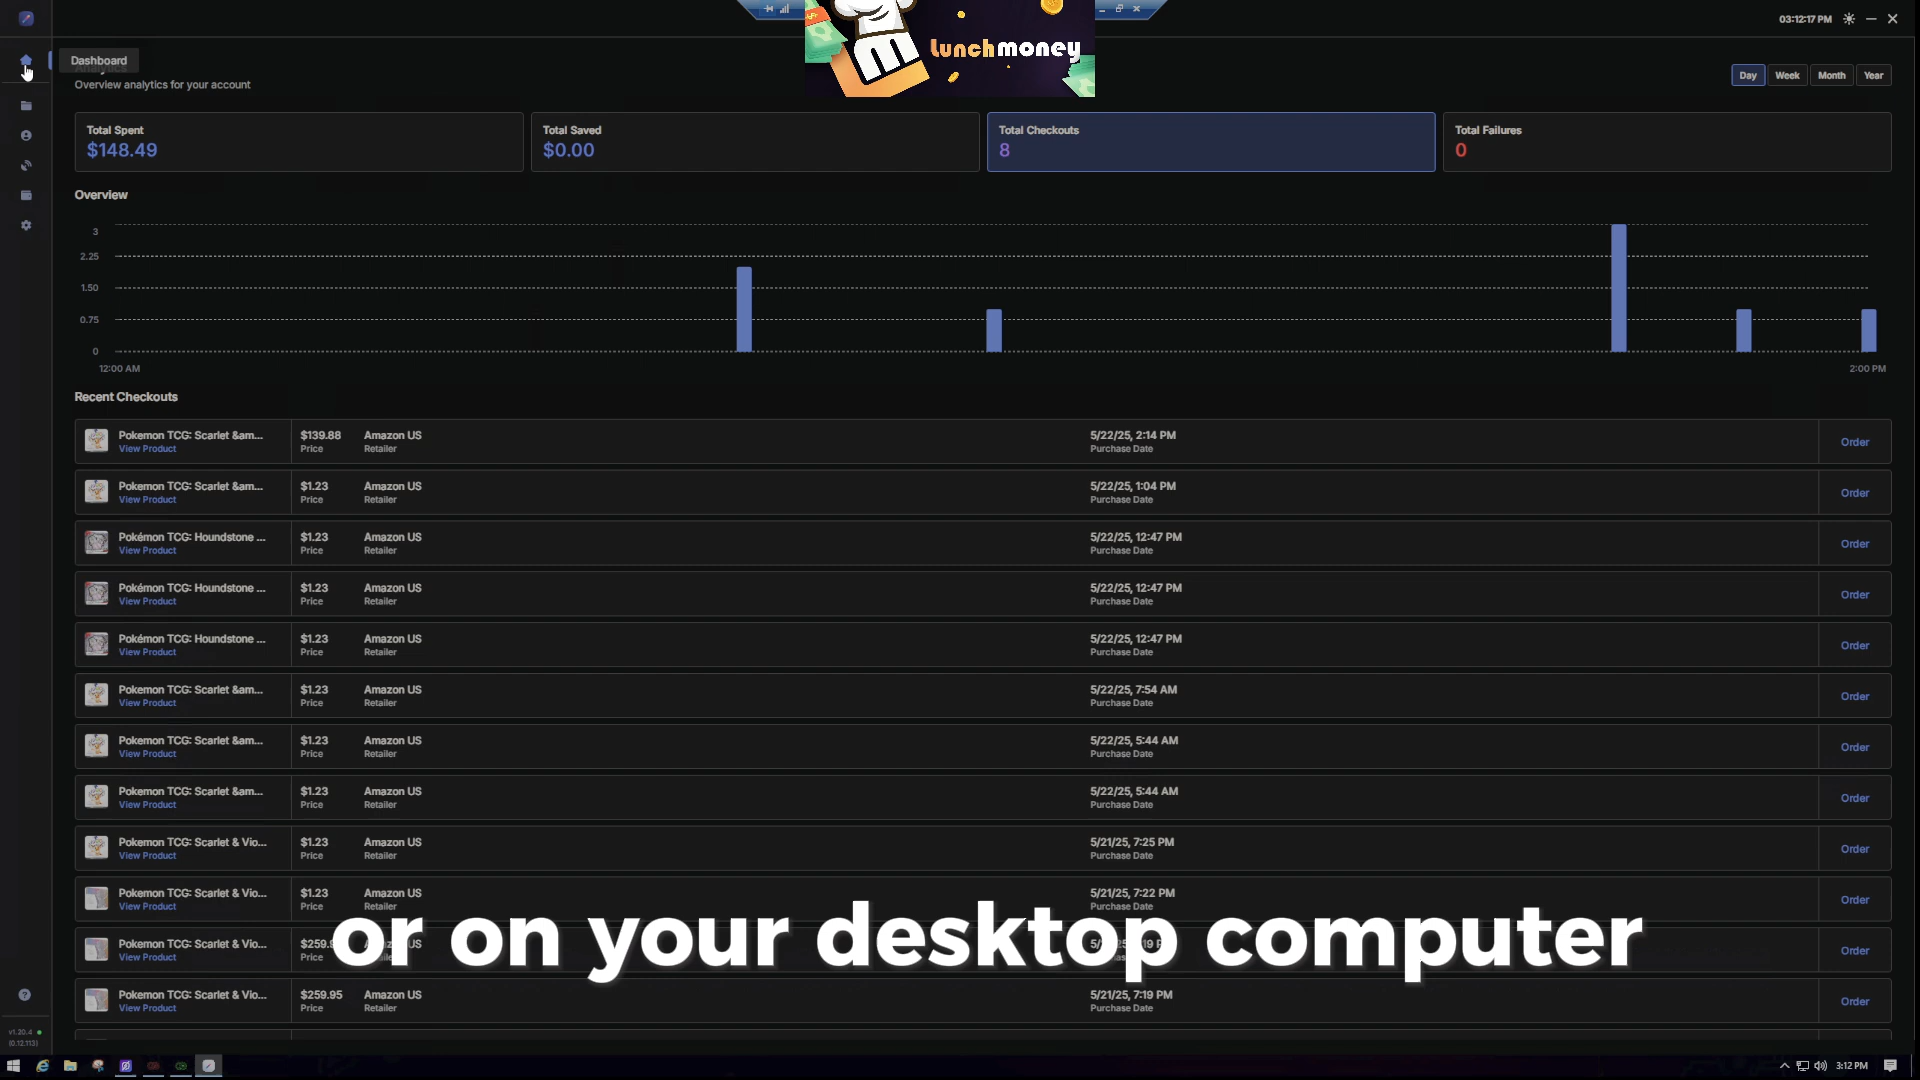 03:12:17 PM
lunchmoney
Dashboard
Overview analytics for your account
Day Week Month Year
Total Spent
$148.49
Total Saved
$0.00
Total Checkouts
8
Total Failures
0
Overview
3
2.25
1.50
0.75
0
12:00 AM
2:00 PM
Recent Checkouts
Pokemon TCG: Scarlet &am... $139.88 Amazon US 5/22/25, 2:14 PM Order
View Product Price Retailer Purchase Date
Pokemon TCG: Scarlet &am... $1.23 Amazon US 5/22/25, 1:04 PM Order
View Product Price Retailer Purchase Date
Pokémon TCG: Houndstone ... $1.23 Amazon US 5/22/25, 12:47 PM Order
View Product Price Retailer Purchase Date
Pokémon TCG: Houndstone ... $1.23 Amazon US 5/22/25, 12:47 PM Order
View Product Price Retailer Purchase Date
Pokémon TCG: Houndstone ... $1.23 Amazon US 5/22/25, 12:47 PM Order
View Product Price Retailer Purchase Date
Pokemon TCG: Scarlet &am... $1.23 Amazon US 5/22/25, 7:54 AM Order
View Product Price Retailer Purchase Date
Pokemon TCG: Scarlet &am... $1.23 Amazon US 5/22/25, 5:44 AM Order
View Product Price Retailer Purchase Date
Pokemon TCG: Scarlet &am... $1.23 Amazon US 5/22/25, 5:44 AM Order
View Product Price Retailer Purchase Date
Pokemon TCG: Scarlet & Vio... $1.23 Amazon US 5/21/25, 7:25 PM Order
View Product Price Retailer Purchase Date
Pokemon TCG: Scarlet & Vio... $1.23 Amazon US 5/21/25, 7:22 PM Order
View Product Price Retailer Purchase Date
or on your desktop computer
Pokemon TCG: Scarlet & Vio... Order
View Product
Pokemon TCG: Scarlet & Vio... $259.95 Amazon US 5/21/25, 7:19 PM Order
View Product Price Retailer Purchase Date
v1.20.4
(0.12.113)
3:12 PM